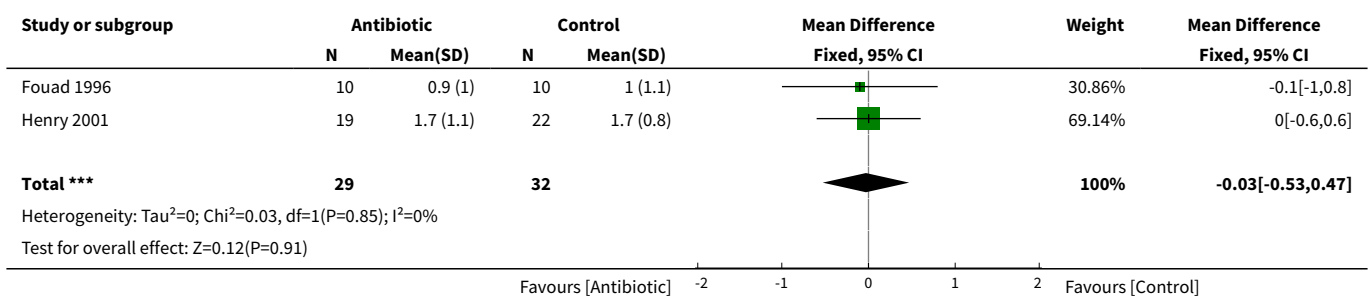 Study or subgroup Antibiotic Control Mean Difference Weight Mean Difference
N Mean(SD) N Mean(SD) Fixed, 95% CI Fixed, 95% CI
Fouad 1996 10 0.9 (1) 10 1 (1.1) 30.86% -0.1[-1,0.8]
Henry 2001 19 1.7 (1.1) 22 1.7 (0.8) 69.14% 0[-0.6,0.6]
Total *** 29 32 100% -0.03[-0.53,0.47]
Heterogeneity: Tau²=0; Chi²=0.03, df=1(P=0.85); I²=0%
Test for overall effect: Z=0.12(P=0.91)
Favours [Antibiotic] -2 -1 0 1 2 Favours [Control]